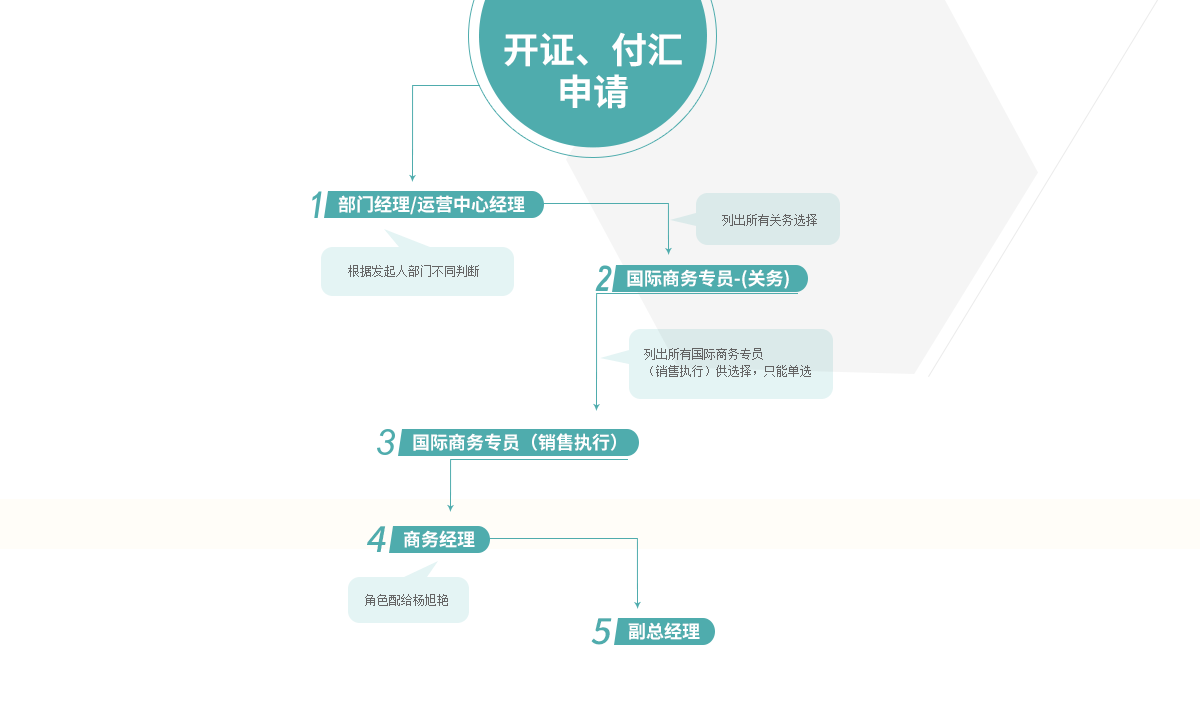 开证、付汇
申请
1 部门经理/运营中心经理
列出所有关务选择
根据发起人部门不同判断
2 国际商务专员-(关务)
列出所有国际商务专员
（销售执行）供选择，只能单选
3 国际商务专员（销售执行）
4 商务经理
角色配给杨旭艳
5 副总经理